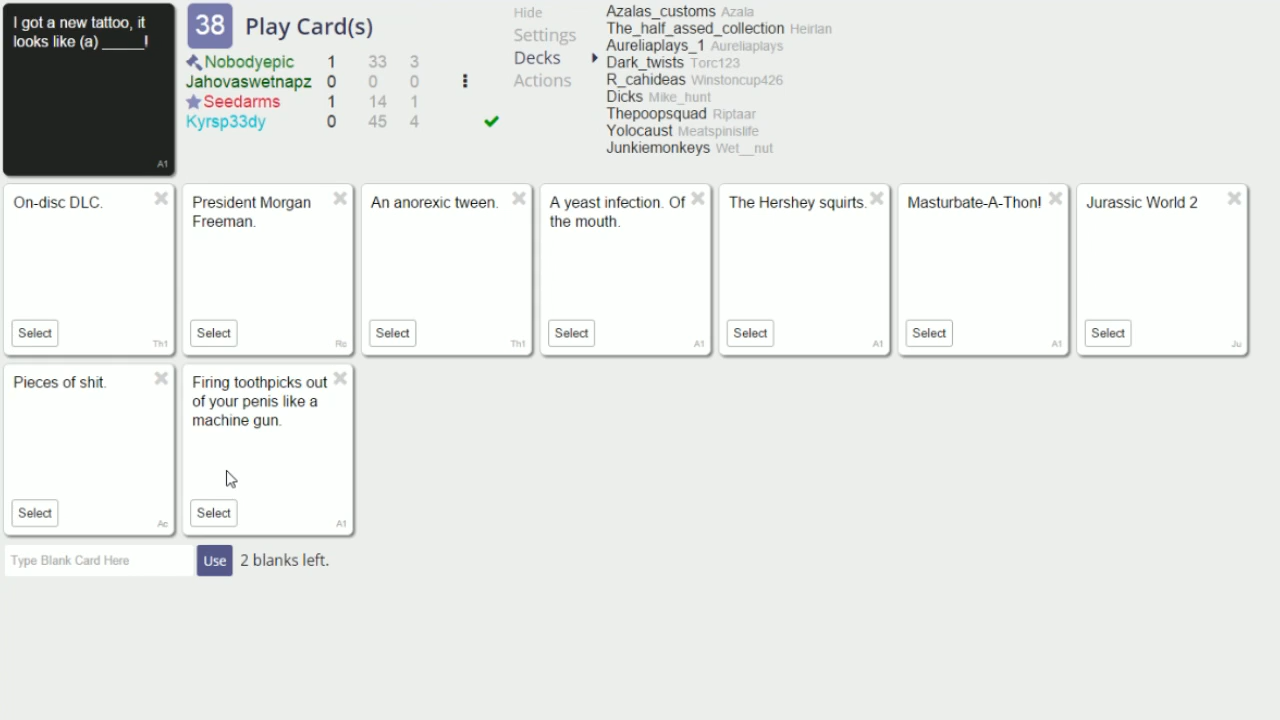 I got a new tattoo, it
looks like (a) _____!
A1
38 Play Card(s)
Nobodyepic 1 33 3
Jahovaswetnapz 0 0 0
Seedarms 1 14 1
Kyrsp33dy 0 45 4
Hide
Settings
Decks
Actions
Azalas_customs Azala
The_half_assed_collection Heirlan
Aureliaplays_1 Aureliaplays
Dark_twists Torc123
R_cahideas Winstoncup426
Dicks Mike_hunt
Thepoopsquad Riptaar
Yolocaust Meatspinislife
Junkiemonkeys Wet__nut
On-disc DLC.
Select
Th1
President Morgan
Freeman.
Select
Rc
An anorexic tween.
Select
Th1
A yeast infection. Of
the mouth.
Select
A1
The Hershey squirts.
Select
A1
Masturbate-A-Thon!
Select
A1
Jurassic World 2
Select
Ju
Pieces of shit.
Select
Ac
Firing toothpicks out
of your penis like a
machine gun.
Select
A1
Type Blank Card Here Use 2 blanks left.